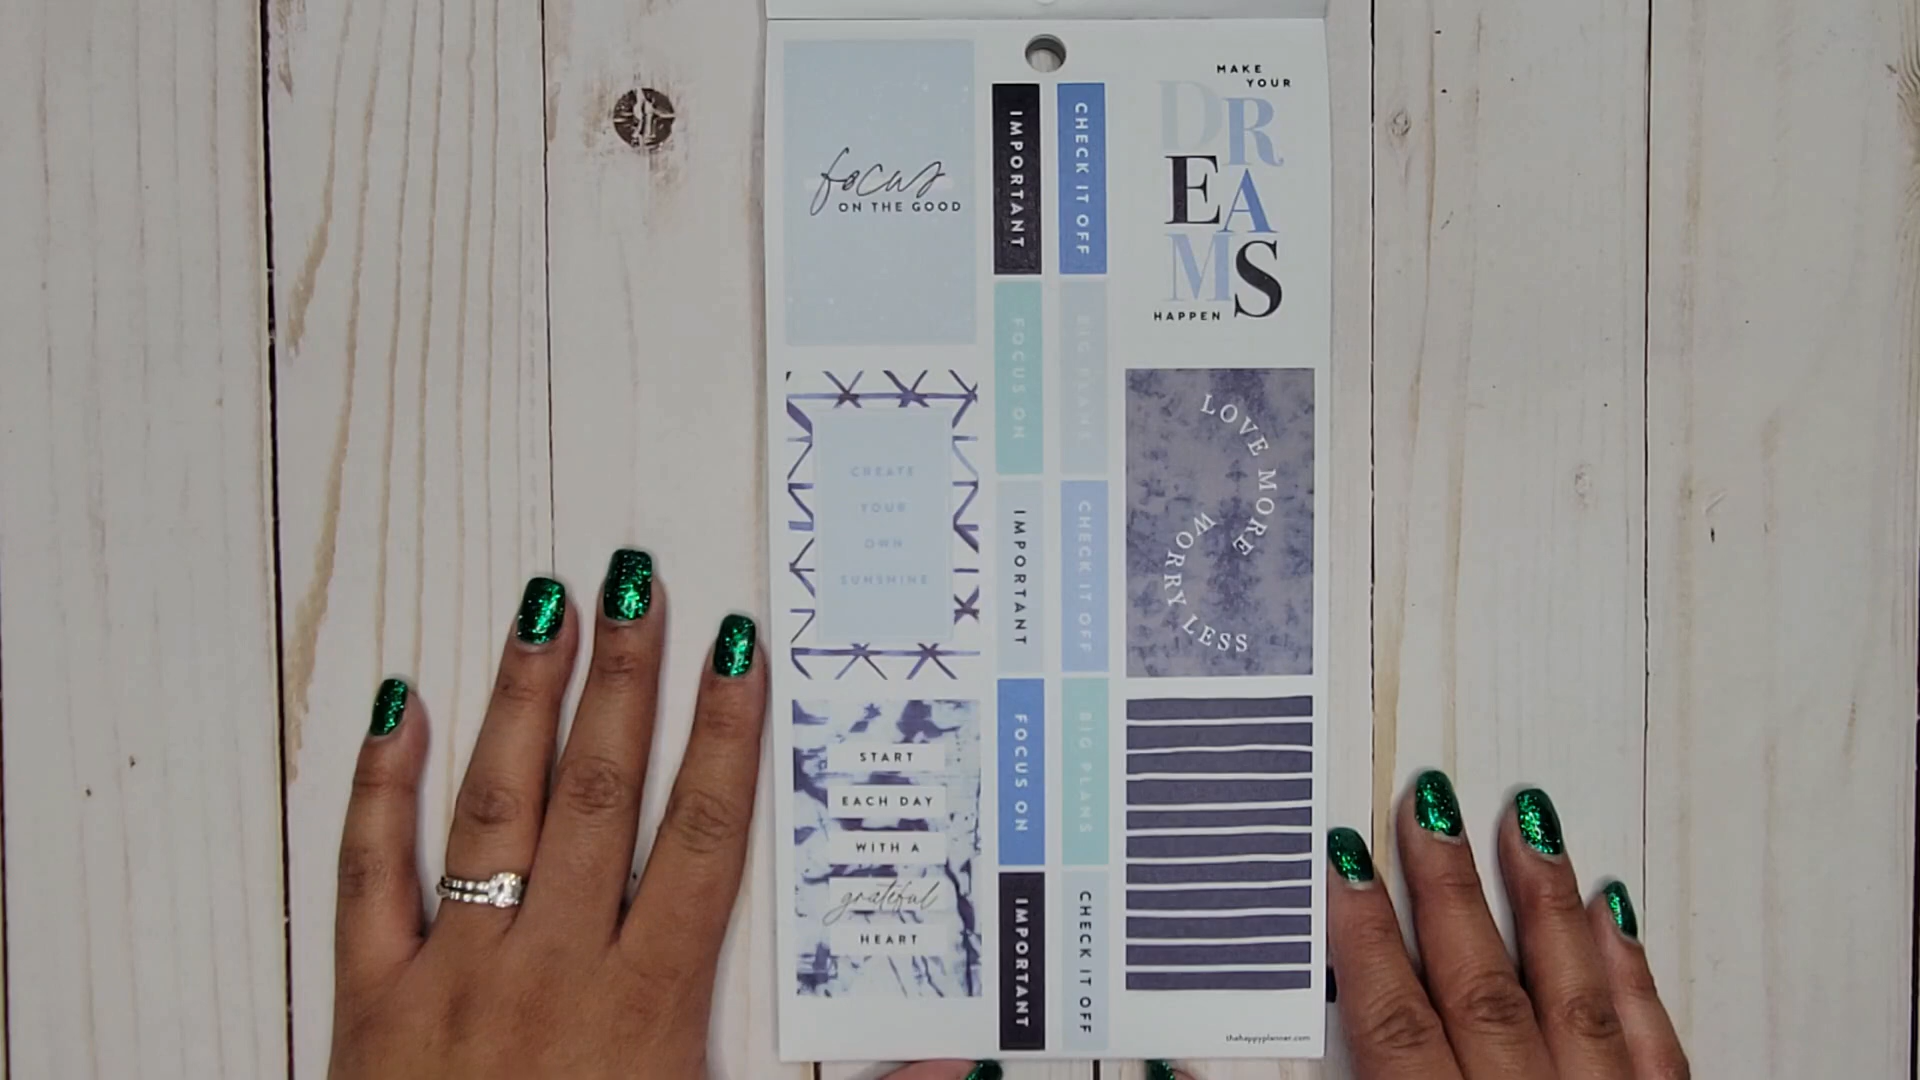 focus
ON THE GOOD
CREATE
YOUR
OWN
SUNSHINE
START
EACH DAY
WITH A
grateful
HEART
IMPORTANT
FOCUS ON
IMPORTANT
FOCUS ON
IMPORTANT
CHECK IT OFF
BIG PLANS
CHECK IT OFF
BIG PLANS
CHECK IT OFF
MAKE
YOUR
DREAMS
HAPPEN
LOVE MORE
WORRY LESS
thehappyplanner.com